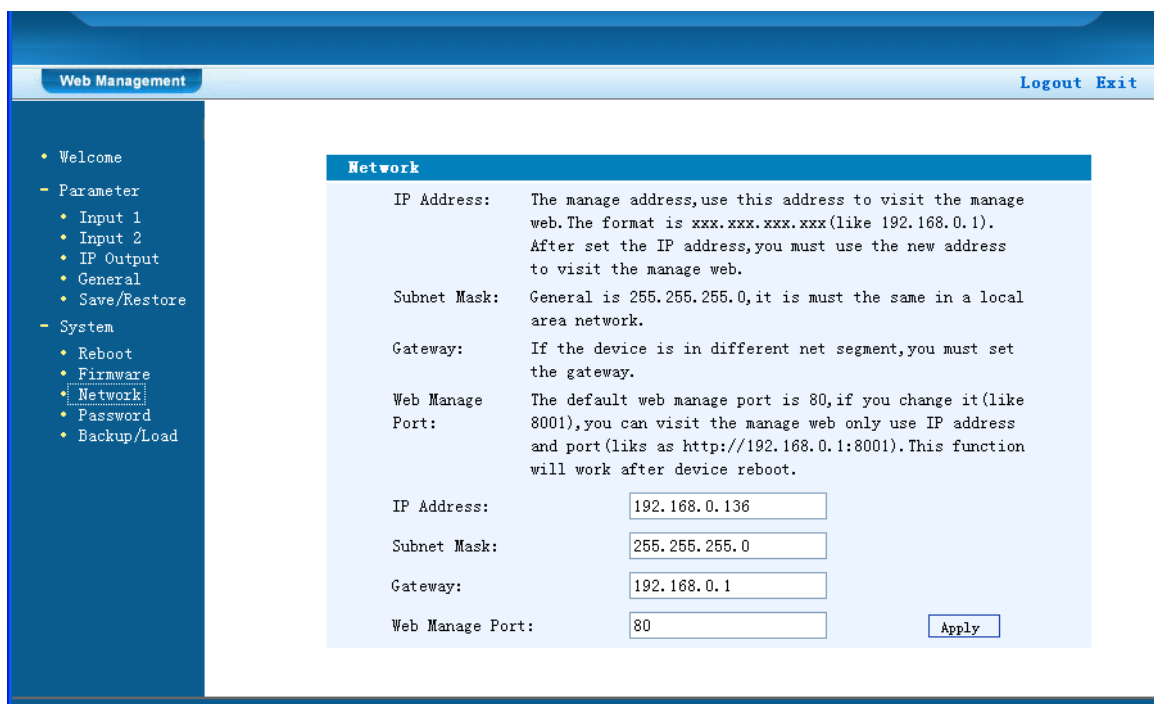 Web Management
Logout Exit
Welcome
Parameter
Input 1
Input 2
IP Output
General
Save/Restore
System
Reboot
Firmware
Network
Password
Backup/Load
Network
IP Address: The manage address,use this address to visit the manage
web.The format is xxx.xxx.xxx.xxx(like 192.168.0.1).
After set the IP address,you must use the new address
to visit the manage web.
Subnet Mask: General is 255.255.255.0,it is must the same in a local
area network.
Gateway: If the device is in different net segment,you must set
the gateway.
Web Manage The default web manage port is 80,if you change it(like
Port: 8001),you can visit the manage web only use IP address
and port(liks as http://192.168.0.1:8001).This function
will work after device reboot.
IP Address: 192.168.0.136
Subnet Mask: 255.255.255.0
Gateway: 192.168.0.1
Web Manage Port: 80 Apply